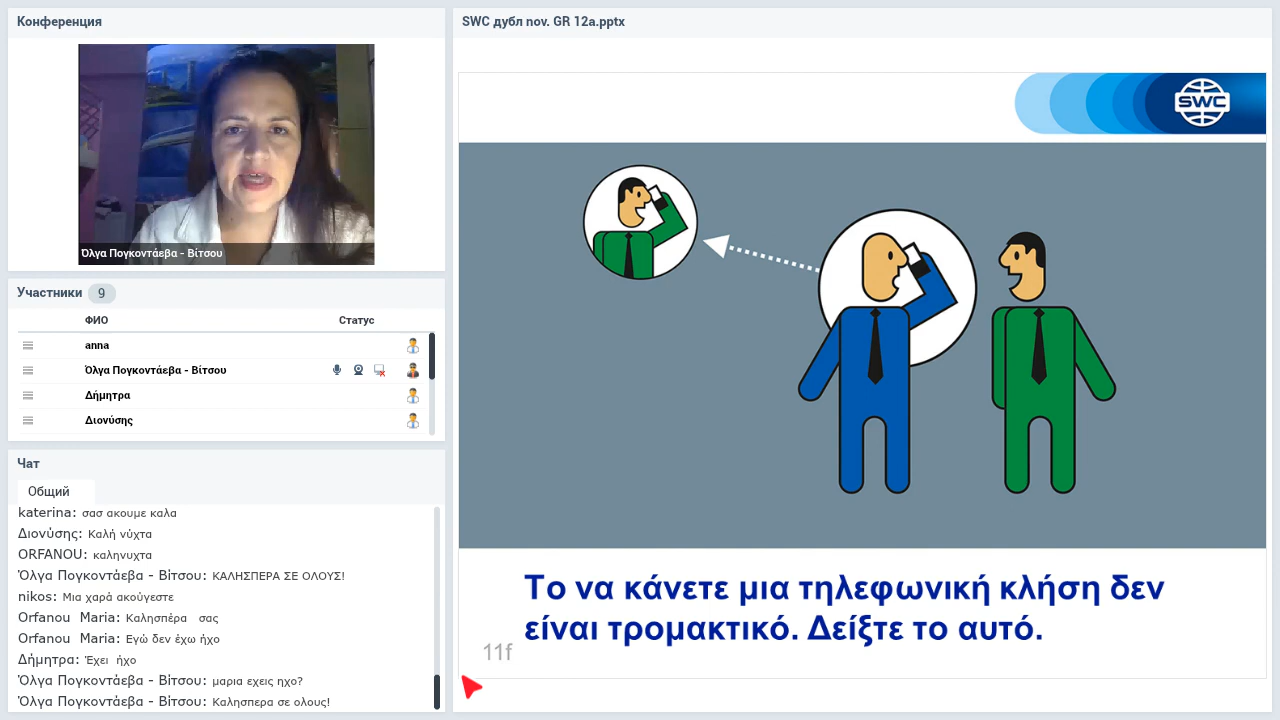 Конференция
Όλγα Πογκοντάεβα - Βίτσου
Участники 9
ФИО Статус
anna
Όλγα Πογκοντάεβα - Βίτσου
Δήμητρα
Διονύσης
Чат
Общий
katerina: σασ ακουμε καλα
Διονύσης: Καλή νύχτα
ORFANOU: καληνυχτα
Όλγα Πογκοντάεβα - Βίτσου: ΚΑΛΗΣΠΕΡΑ ΣΕ ΟΛΟΥΣ!
nikos: Μια χαρά ακούγεστε
Orfanou Maria: Καλησπέρα σας
Orfanou Maria: Εγώ δεν έχω ήχο
Δήμητρα: Έχει ήχο
Όλγα Πογκοντάεβα - Βίτσου: μαρια εχεις ηχο?
Όλγα Πογκοντάεβα - Βίτσου: Καλησπερα σε ολους!
SWC дубл nov. GR 12a.pptx
SWC
Το να κάνετε μια τηλεφωνική κλήση δεν
είναι τρομακτικό. Δείξτε το αυτό.
11f